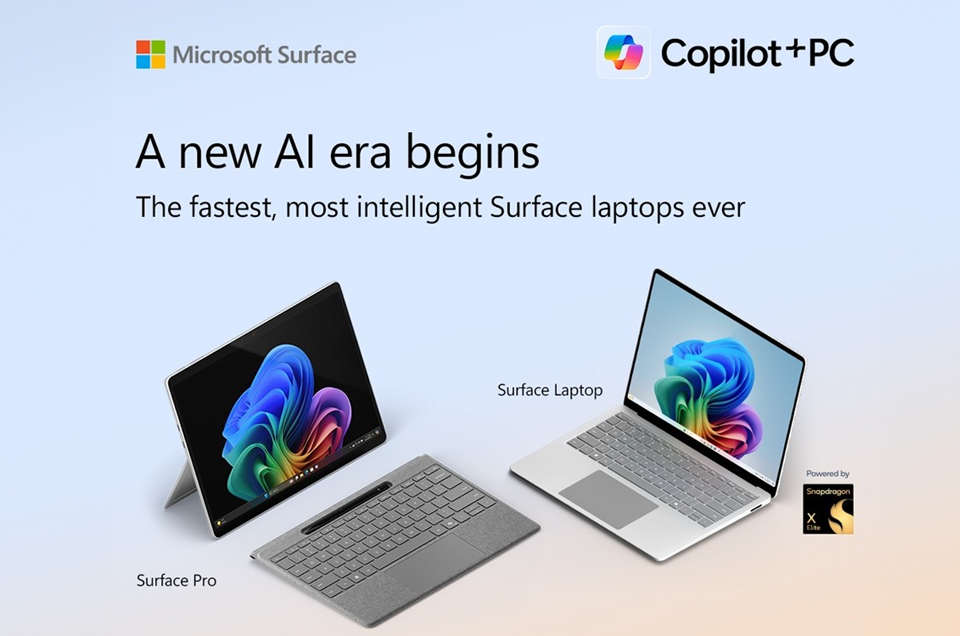 Microsoft Surface
Copilot+PC
A new AI era begins
The fastest, most intelligent Surface laptops ever
Surface Laptop
Powered by
Snapdragon
X
Elite
Surface Pro